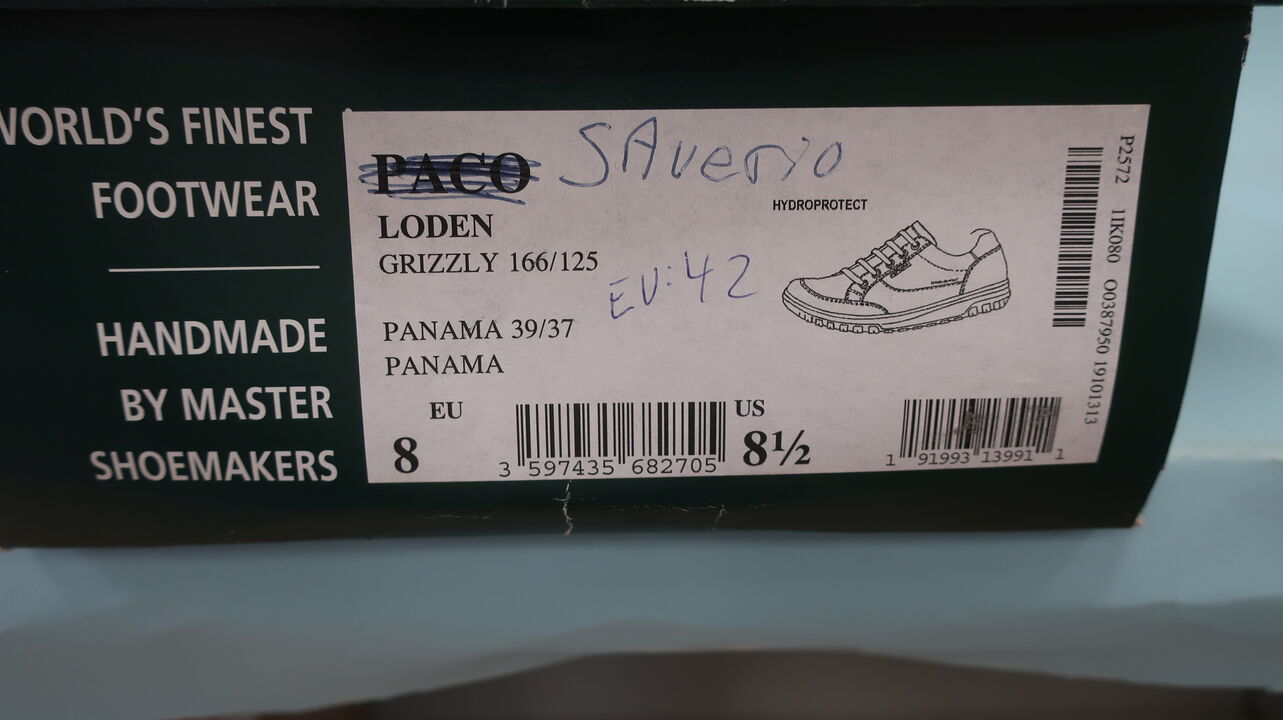 WORLD'S FINEST
FOOTWEAR
HANDMADE
BY MASTER
SHOEMAKERS
PACO SAverio
LODEN
GRIZZLY 166/125
EU: 42
PANAMA 39/37
PANAMA
HYDROPROTECT
EU
8
3 597435 682705
US
8½
1 91993 13991 1
P2572 1IK080 O0387950 19101313